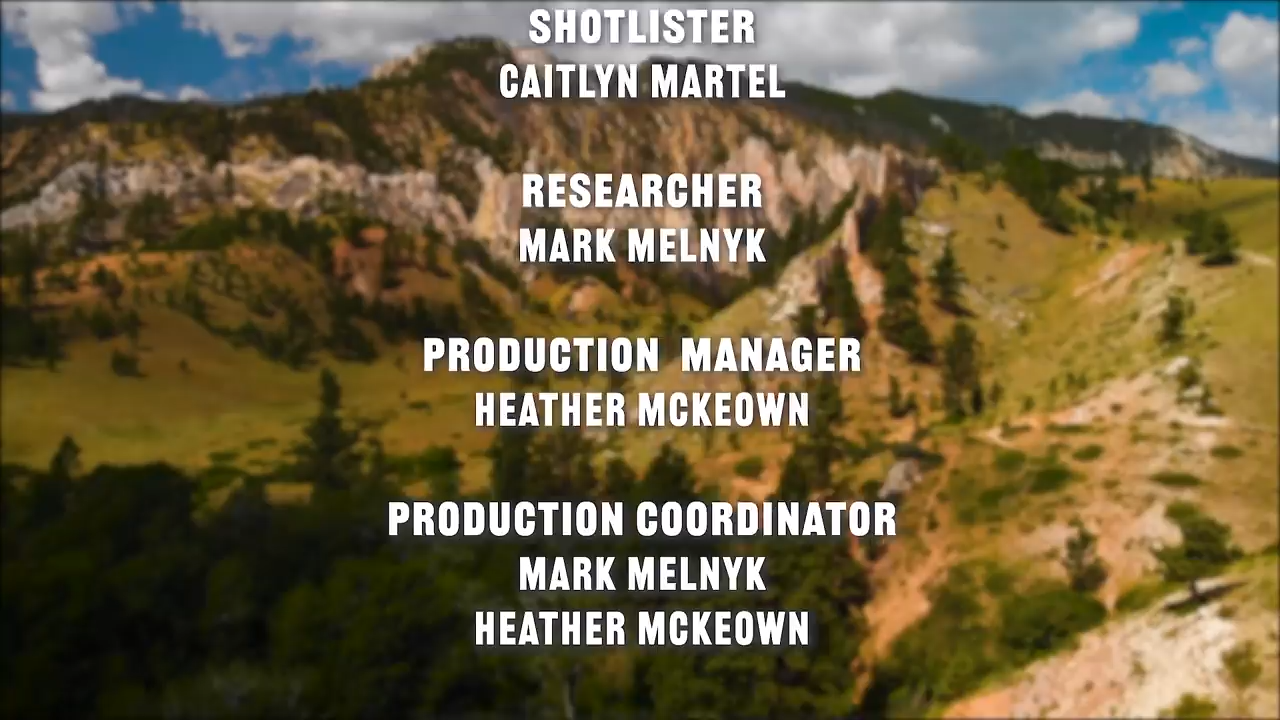 SHOTLISTER
CAITLYN MARTEL
RESEARCHER
MARK MELNYK
PRODUCTION MANAGER
HEATHER MCKEOWN
PRODUCTION COORDINATOR
MARK MELNYK
HEATHER MCKEOWN